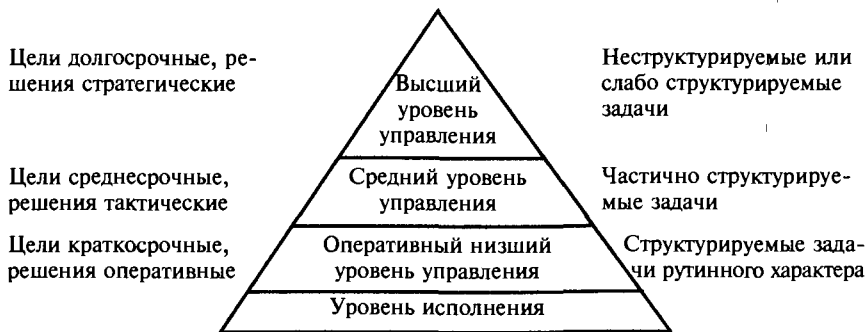 Цели долгосрочные, ре-
шения стратегические
Высший
уровень
управления
Неструктурируемые или
слабо структурируемые
задачи
Цели среднесрочные,
решения тактические
Средний уровень
управления
Частично структурируе-
мые задачи
Цели краткосрочные,
решения оперативные
Оперативный низший
уровень управления
Структурируемые зада-
чи рутинного характера
Уровень исполнения